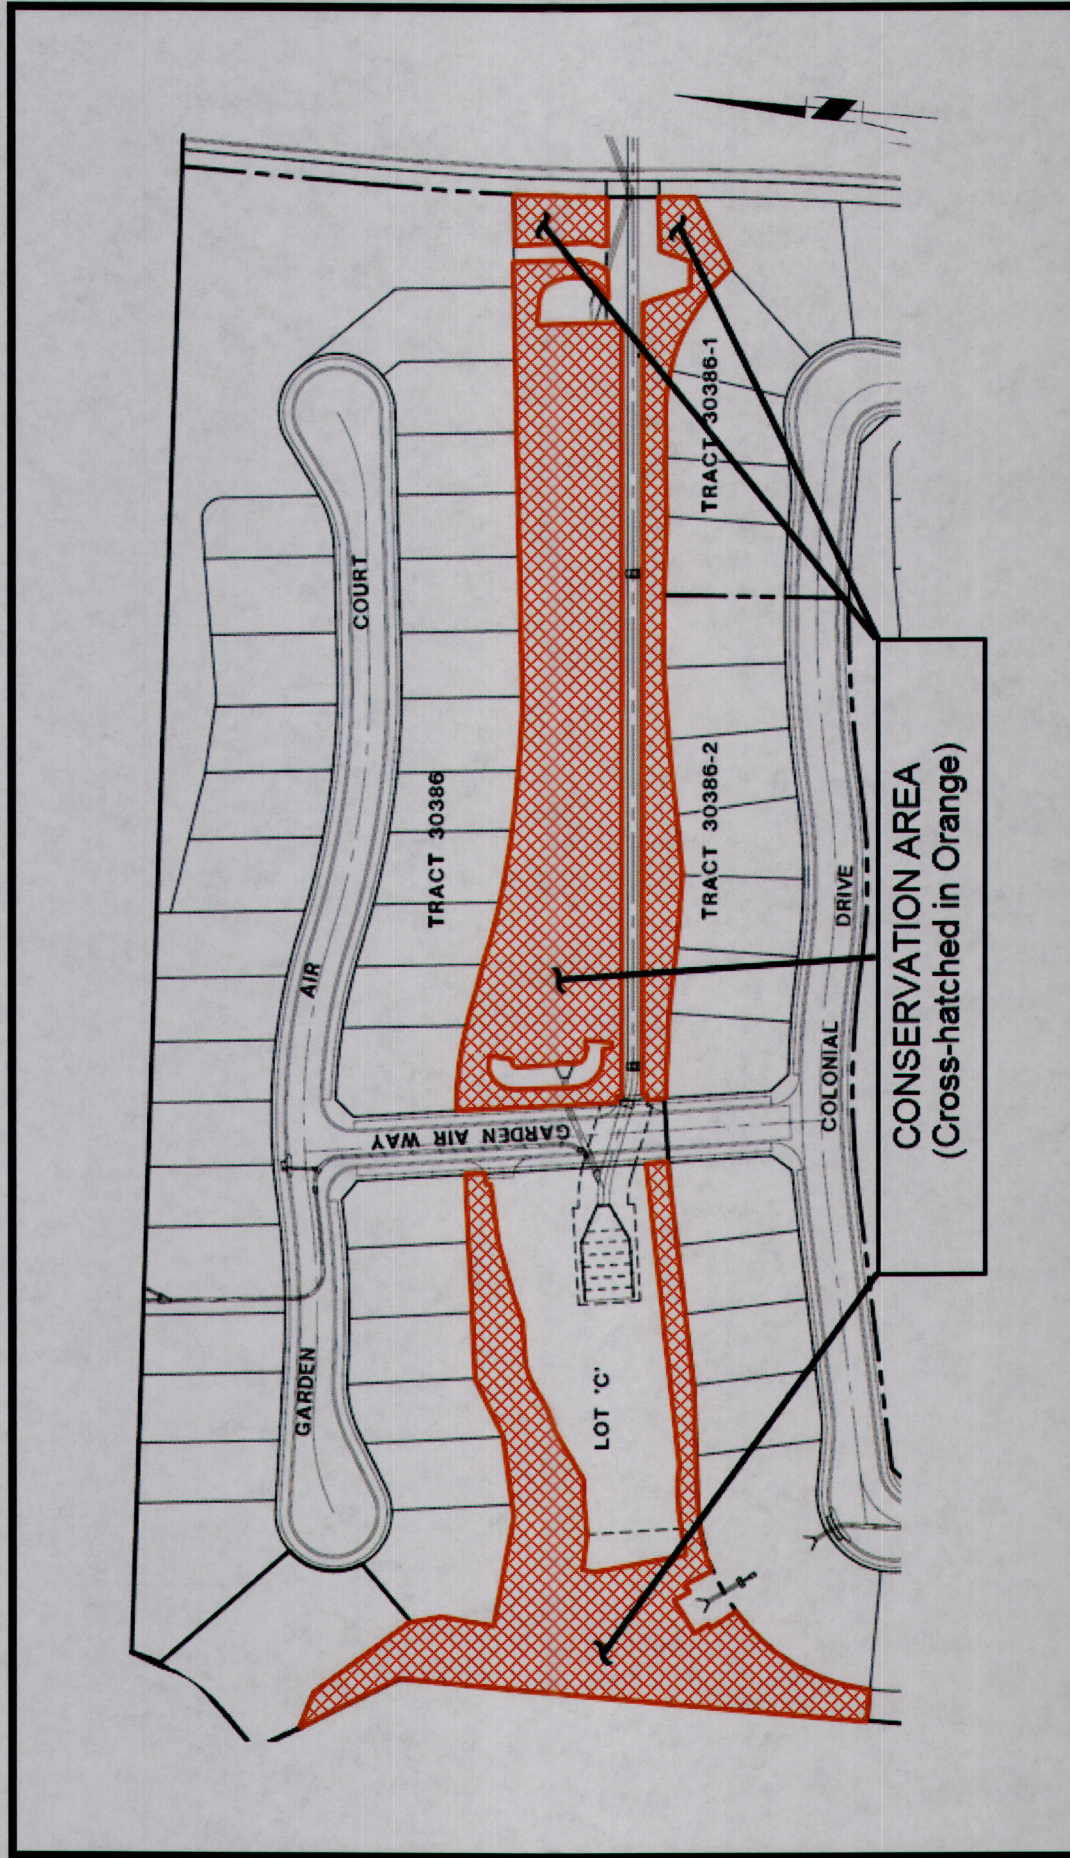 GARDEN
AIR
COURT
GARDEN AIR WAY
TRACT 30386
LOT 'C'
TRACT 30386-2
TRACT 30386-1
COLONIAL
DRIVE
CONSERVATION AREA
(Cross-hatched in Orange)